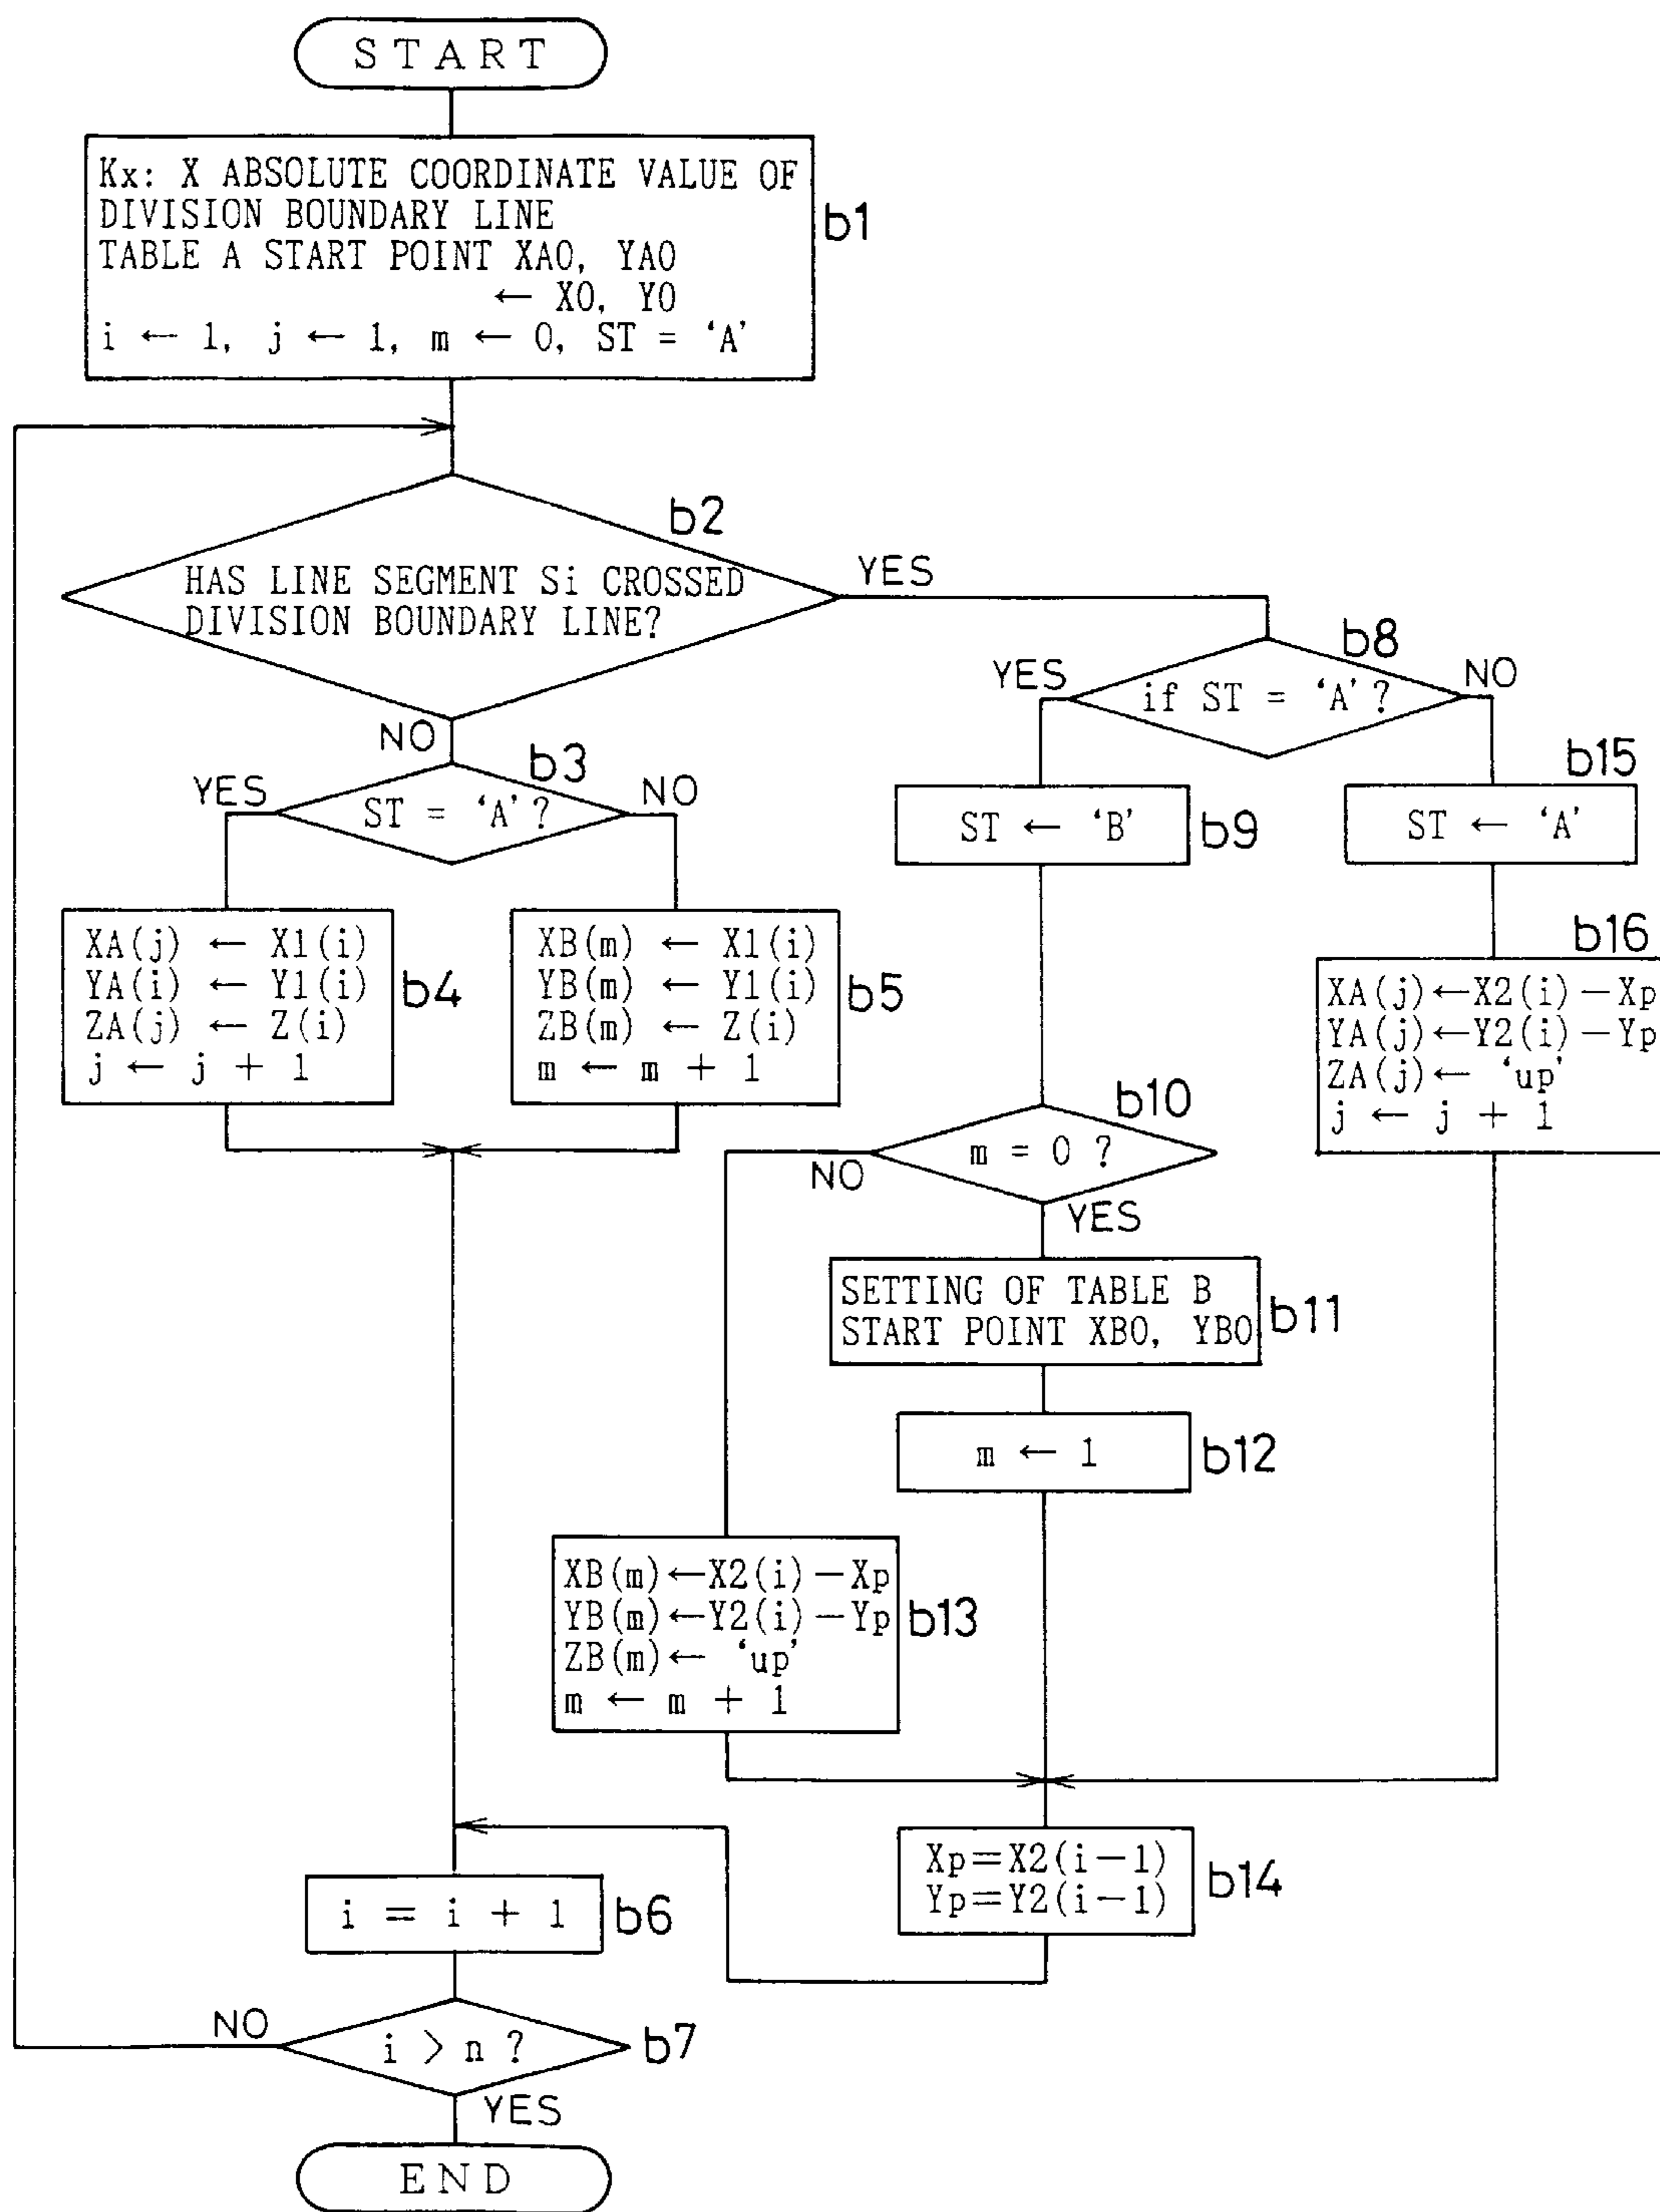 START
Kx: X ABSOLUTE COORDINATE VALUE OF
DIVISION BOUNDARY LINE
TABLE A START POINT XA0, YA0
← X0, Y0
i ← 1, j ← 1, m ← 0, ST = ‘A’
b1
b2
HAS LINE SEGMENT Si CROSSED
DIVISION BOUNDARY LINE?
YES
NO
b3
YES
ST = ‘A’?
NO
XA(j) ← X1(i)
YA(i) ← Y1(i)
ZA(j) ← Z(i)
j ← j + 1
b4
XB(m) ← X1(i)
YB(m) ← Y1(i)
ZB(m) ← Z(i)
m ← m + 1
b5
b8
YES
if ST = ‘A’?
NO
ST ← ‘B’
b9
b15
ST ← ‘A’
b16
XA(j)←X2(i)−Xp
YA(j)←Y2(i)−Yp
ZA(j)← ‘up’
j ← j + 1
b10
m = 0 ?
NO
YES
SETTING OF TABLE B
START POINT XB0, YB0
b11
m ← 1
b12
XB(m)←X2(i)−Xp
YB(m)←Y2(i)−Yp
ZB(m)← ‘up’
m ← m + 1
b13
Xp=X2(i−1)
Yp=Y2(i−1)
b14
i = i + 1
b6
NO
i > n ?
b7
YES
END